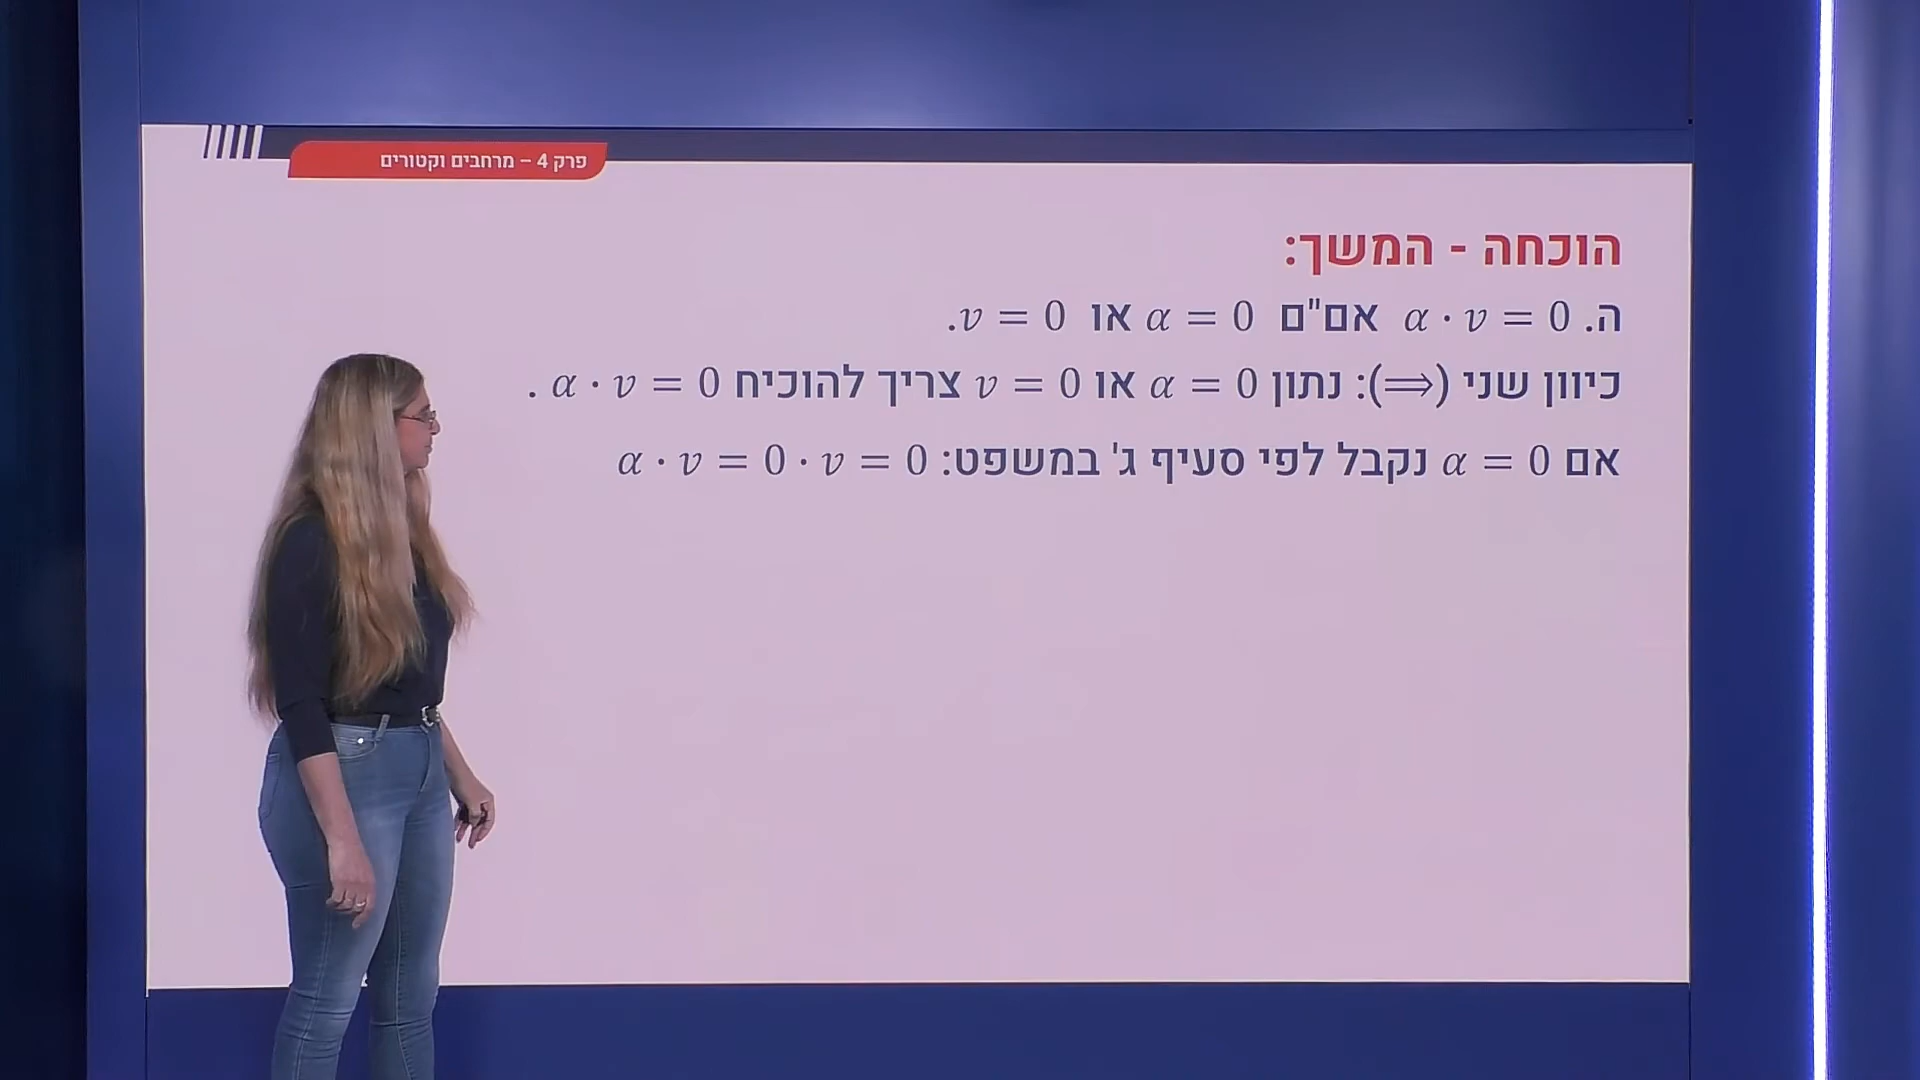 פרק 4 – מרחבים וקטורים
הוכחה - המשך:
ה. α · v = 0 אם"ם α = 0 או v = 0.
כיוון שני (⟹): נתון α = 0 או v = 0 צריך להוכיח α · v = 0 .
אם α = 0 נקבל לפי סעיף ג' במשפט: α · v = 0 · v = 0